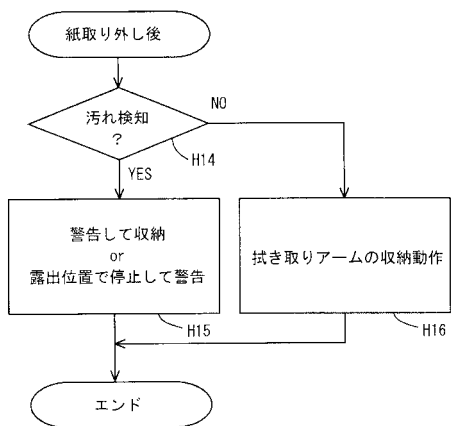 紙取り外し後
汚れ検知
?
NO
H14
YES
警告して収納
or
露出位置で停止して警告
H15
拭き取りアームの収納動作
H16
エンド